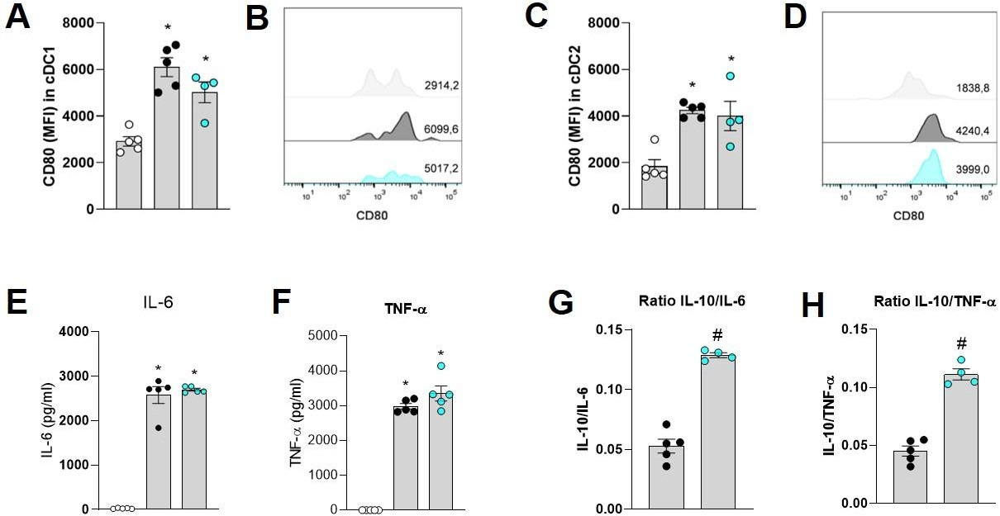 A
CD80 (MFI) in cDC1
8000
6000
4000
2000
0
*
*
B
2914,2
6099,6
5017,2
10¹ 10² 10³ 10⁴ 10⁵
CD80
C
CD80 (MFI) in cDC2
8000
6000
4000
2000
0
*
*
D
1838,8
4240,4
3999,0
10¹ 10² 10³ 10⁴ 10⁵
CD80
E
IL-6
IL-6 (pg/ml)
4000
3000
2000
1000
0
*
*
F
TNF-α
TNF-α (pg/ml)
5000
4000
3000
2000
1000
0
*
*
G
Ratio IL-10/IL-6
IL-10/IL-6
0.15
0.10
0.05
0.00
#
H
Ratio IL-10/TNF-α
IL-10/TNF-α
0.15
0.10
0.05
0.00
#